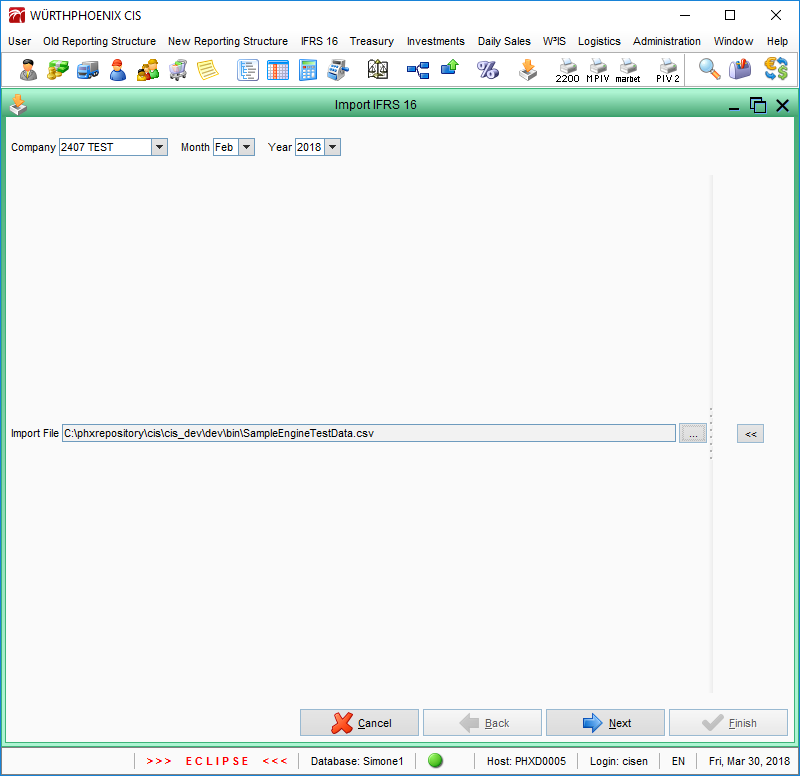 WÜRTHPHOENIX CIS
User Old Reporting Structure New Reporting Structure IFRS 16 Treasury Investments Daily Sales W³IS Logistics Administration Window Help
2200 MPIV marbet PIV 2
Import IFRS 16
Company 2407 TEST Month Feb Year 2018
Import File C:\phxrepository\cis\cis_dev\dev\bin\SampleEngineTestData.csv ... <<
Cancel Back Next Finish
>>> ECLIPSE <<< Database: Simone1 Host: PHXD0005 Login: cisen EN Fri, Mar 30, 2018